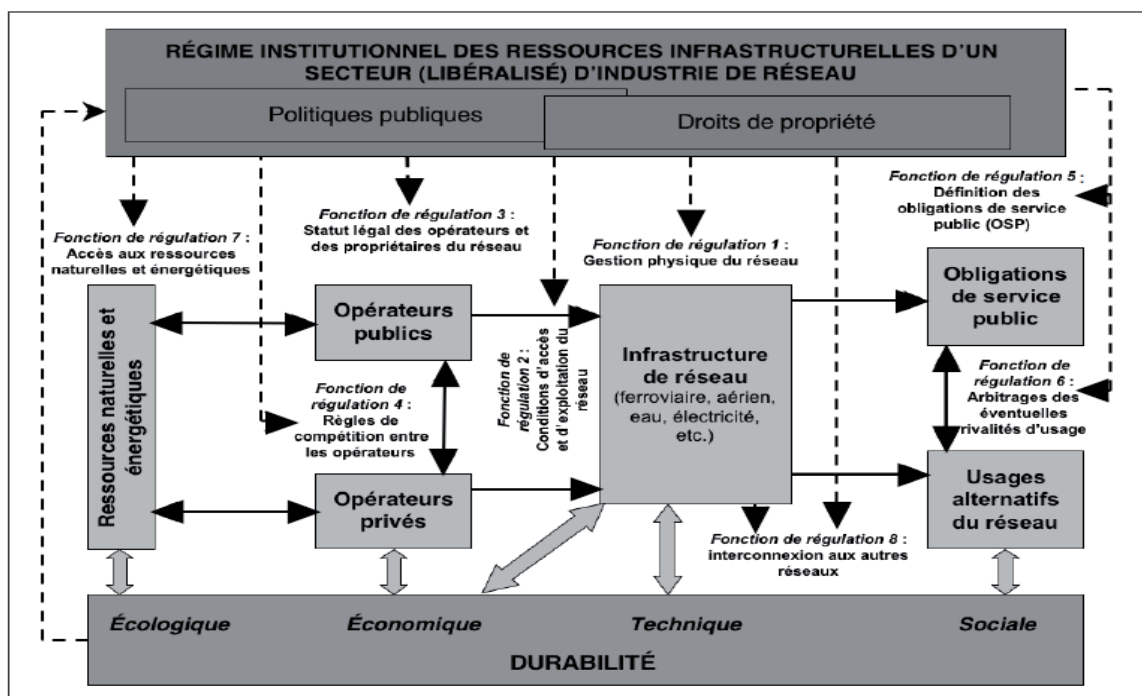 RÉGIME INSTITUTIONNEL DES RESSOURCES INFRASTRUCTURELLES D'UN
SECTEUR (LIBÉRALISÉ) D'INDUSTRIE DE RÉSEAU
Politiques publiques
Droits de propriété
Fonction de régulation 7 :
Accès aux ressources
naturelles et énergétiques
Fonction de régulation 3 :
Statut légal des opérateurs et
des propriétaires du réseau
Fonction de régulation 1 :
Gestion physique du réseau
Fonction de régulation 5 :
Définition des
obligations de service
public (OSP)
Ressources naturelles et
énergétiques
Opérateurs
publics
Fonction de
régulation 4 :
Règles de
compétition entre
les opérateurs
Opérateurs
privés
Fonction de
régulation 2 :
Conditions d'accès
et d'exploitation du
réseau
Infrastructure
de réseau
(ferroviaire, aérien,
eau, électricité,
etc.)
Obligations
de service
public
Fonction de
régulation 6 :
Arbitrages des
éventuelles
rivalités d'usage
Usages
alternatifs
du réseau
Fonction de régulation 8 :
interconnexion aux autres
réseaux
Écologique
Économique
Technique
Sociale
DURABILITÉ